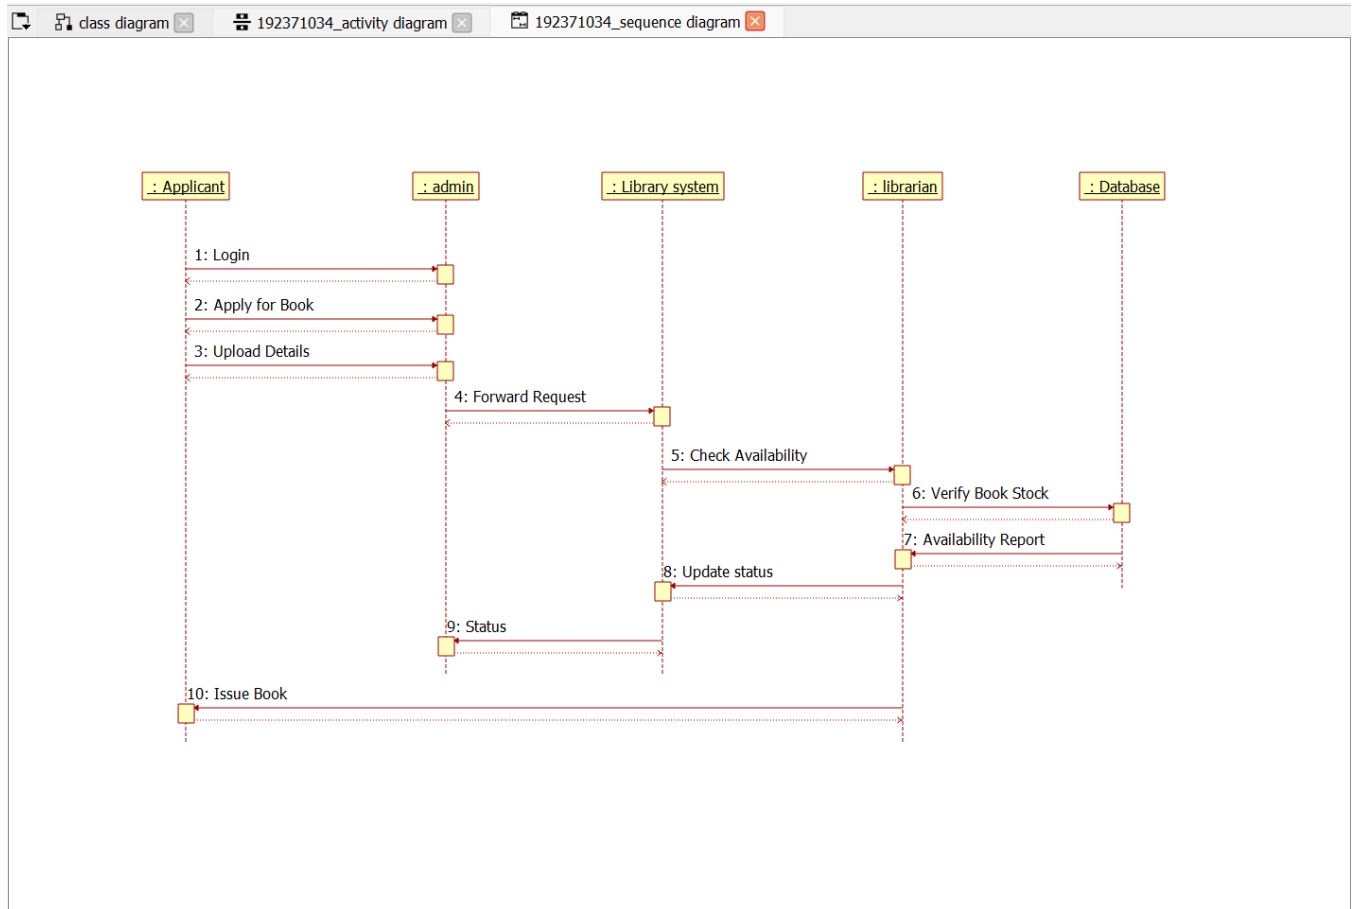 class diagram
192371034_activity diagram
192371034_sequence diagram
: Applicant
: admin
: Library system
: librarian
: Database
1: Login
2: Apply for Book
3: Upload Details
4: Forward Request
5: Check Availability
6: Verify Book Stock
7: Availability Report
8: Update status
9: Status
10: Issue Book